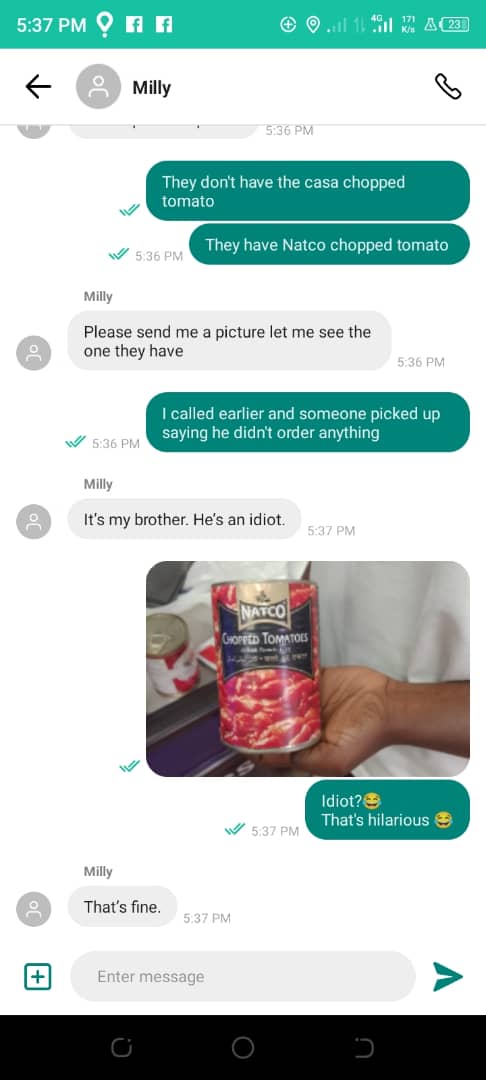 5:37 PM
4G
171
K/s
23
Milly
5:36 PM
They don't have the casa chopped
tomato
They have Natco chopped tomato
5:36 PM
Milly
Please send me a picture let me see the
one they have
5:36 PM
I called earlier and someone picked up
saying he didn't order anything
5:36 PM
Milly
It's my brother. He's an idiot.
5:37 PM
NATCO
CHOPPED TOMATOES
Idiot?😂
That's hilarious 😂
5:37 PM
Milly
That's fine.
5:37 PM
Enter message